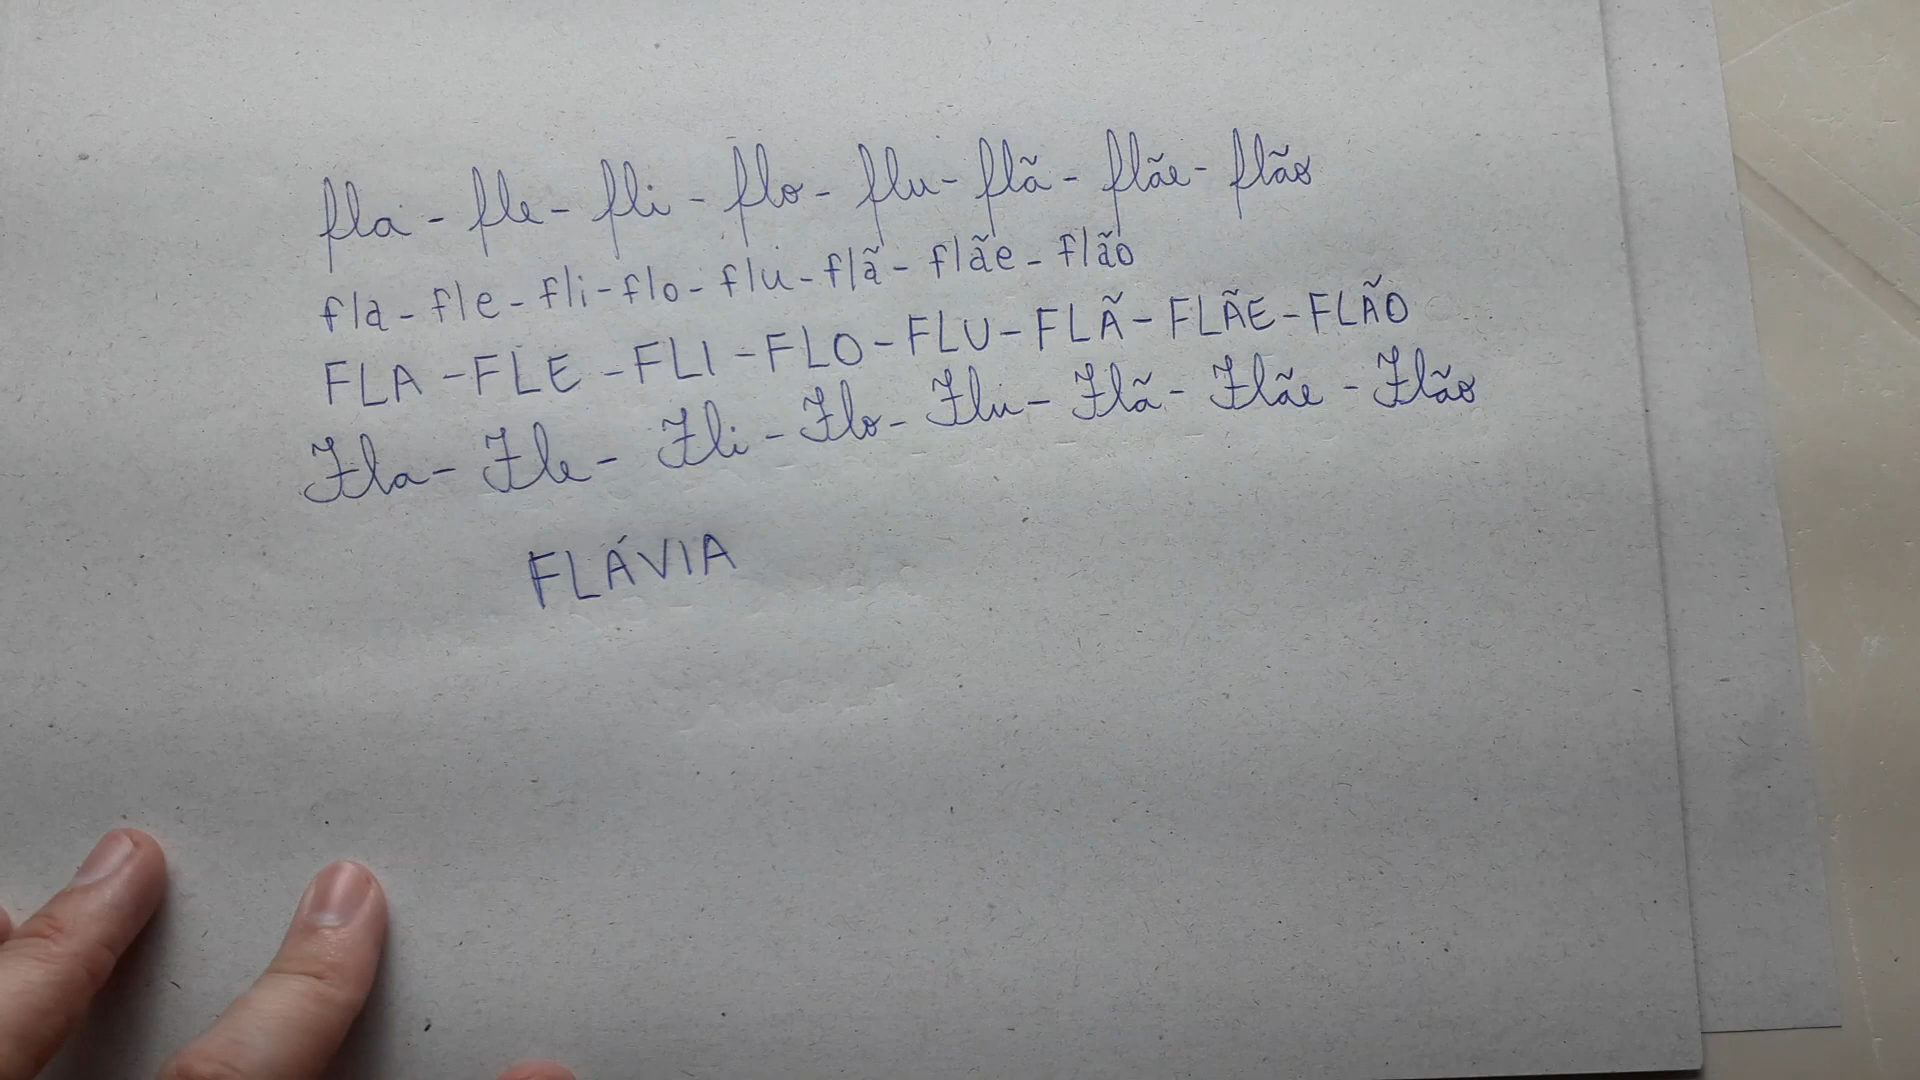 fla - fle - fli - flo - flu - flã - flãe - flão
fla - fle - fli - flo - flu - flã - flãe - flão
FLA - FLE - FLI - FLO - FLU - FLÃ - FLÃE - FLÃO
Fla - Fle - Fli - Flo - Flu - Flã - Flãe - Flão
FLÁVIA